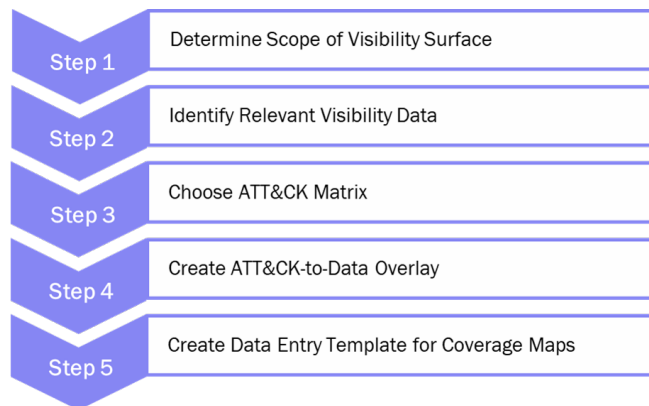 Step 1
Determine Scope of Visibility Surface
Step 2
Identify Relevant Visibility Data
Step 3
Choose ATT&CK Matrix
Step 4
Create ATT&CK-to-Data Overlay
Step 5
Create Data Entry Template for Coverage Maps